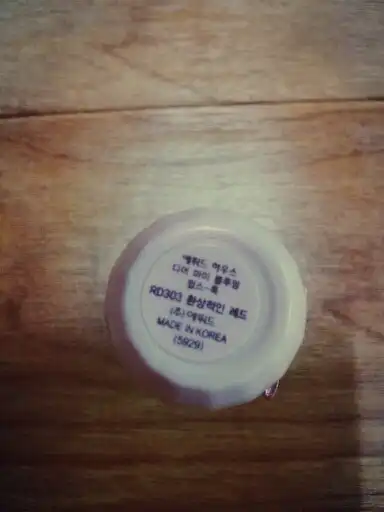 에뛰드 하우스
디어 마이 블루밍
립스-톡
RD303 환상적인 레드
(주)에뛰드
MADE IN KOREA
(5929)